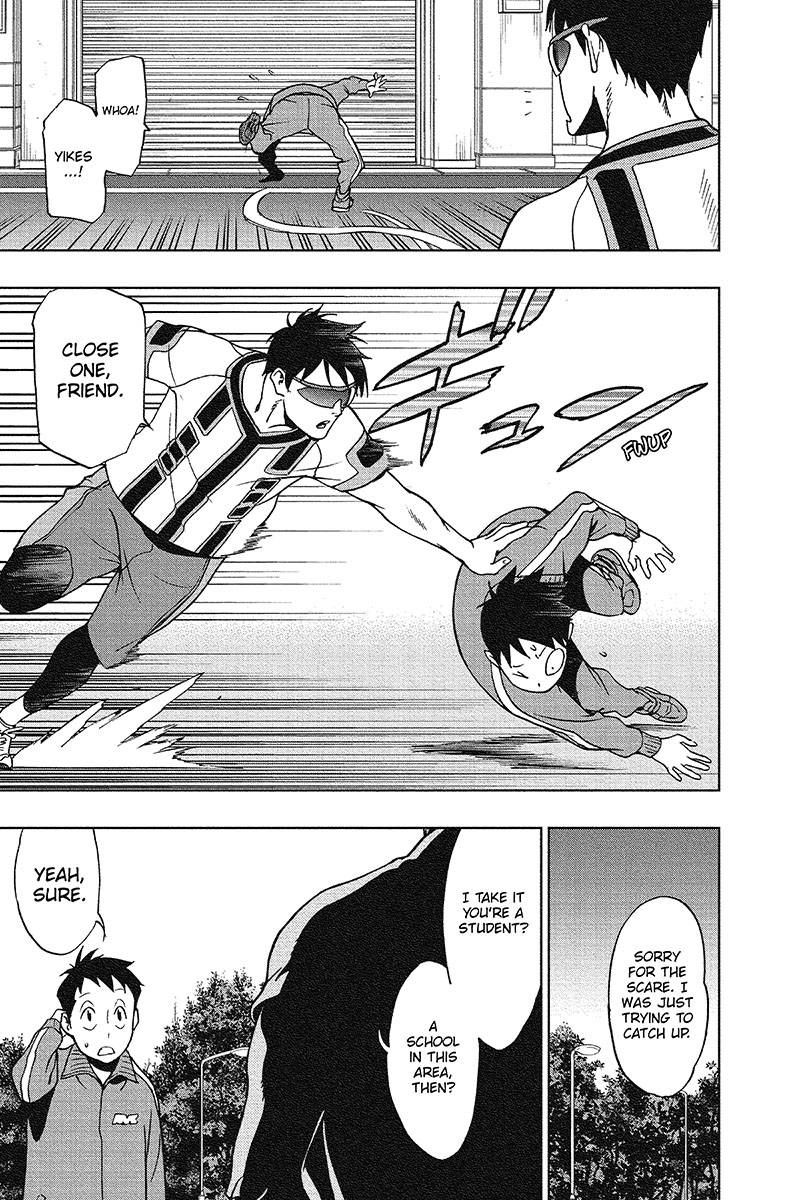 WHOA!
YIKES
...!
ギュン
FWUP
CLOSE
ONE,
FRIEND.
SORRY
FOR THE
SCARE. I
WAS JUST
TRYING TO
CATCH UP.
I TAKE IT
YOU'RE A
STUDENT?
A
SCHOOL
IN THIS
AREA,
THEN?
YEAH,
SURE.